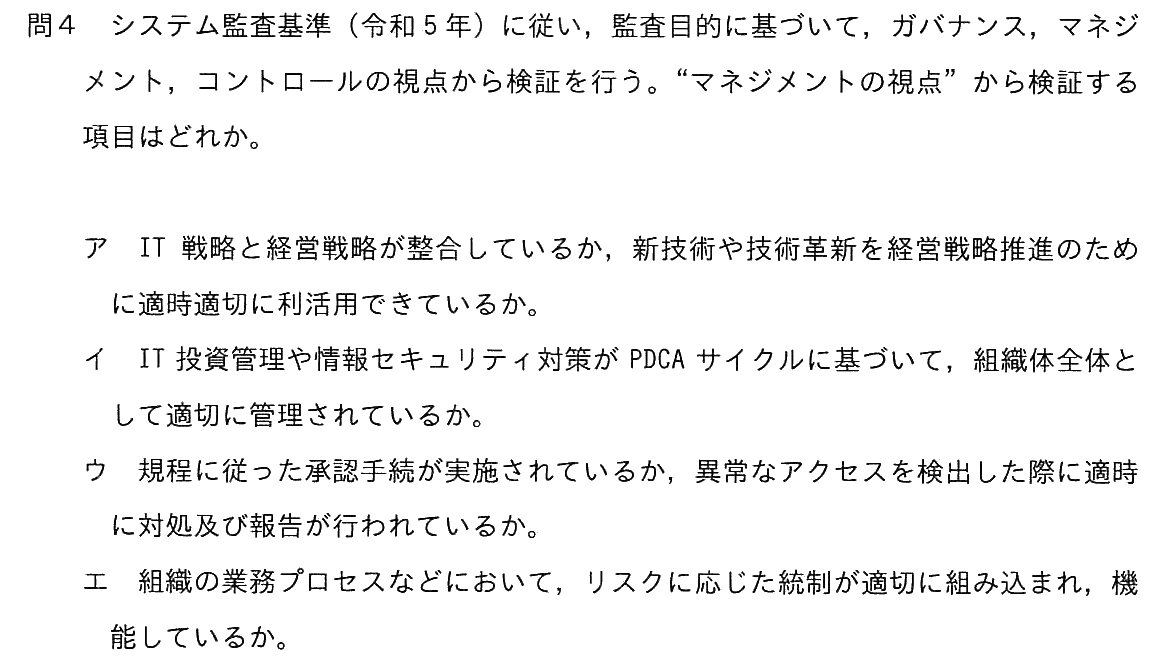 問４　システム監査基準（令和５年）に従い，監査目的に基づいて，ガバナンス，マネジ
メント，コントロールの視点から検証を行う。“マネジメントの視点”から検証する
項目はどれか。
ア　IT 戦略と経営戦略が整合しているか，新技術や技術革新を経営戦略推進のため
に適時適切に利活用できているか。
イ　IT 投資管理や情報セキュリティ対策が PDCA サイクルに基づいて，組織体全体と
して適切に管理されているか。
ウ　規程に従った承認手続が実施されているか，異常なアクセスを検出した際に適時
に対処及び報告が行われているか。
エ　組織の業務プロセスなどにおいて，リスクに応じた統制が適切に組み込まれ，機
能しているか。